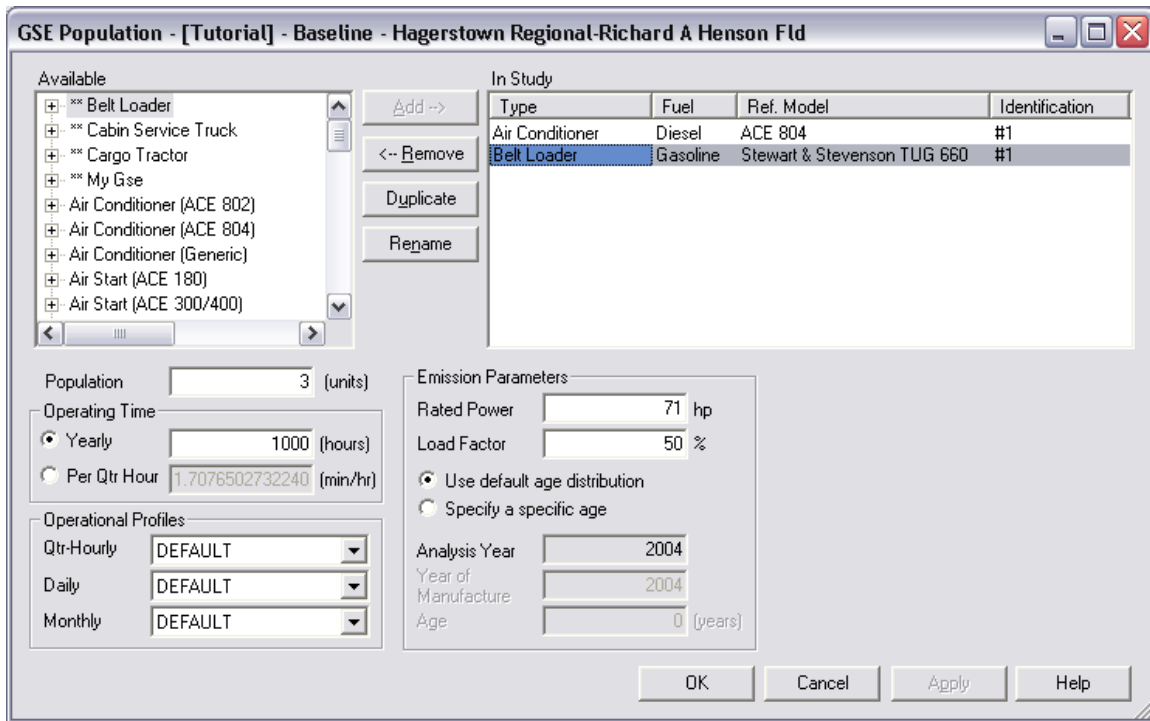 GSE Population - [Tutorial] - Baseline - Hagerstown Regional-Richard A Henson Fld
Available
** Belt Loader
** Cabin Service Truck
** Cargo Tractor
** My Gse
Air Conditioner (ACE 802)
Air Conditioner (ACE 804)
Air Conditioner (Generic)
Air Start (ACE 180)
Air Start (ACE 300/400)
Add -->
<-- Remove
Duplicate
Rename
In Study
Type Fuel Ref. Model Identification
Air Conditioner Diesel ACE 804 #1
Belt Loader Gasoline Stewart & Stevenson TUG 660 #1
Population 3 (units)
Operating Time
Yearly 1000 (hours)
Per Qtr Hour 1.7076502732240 (min/hr)
Operational Profiles
Qtr-Hourly DEFAULT
Daily DEFAULT
Monthly DEFAULT
Emission Parameters
Rated Power 71 hp
Load Factor 50 %
Use default age distribution
Specify a specific age
Analysis Year 2004
Year of
Manufacture 2004
Age 0 (years)
OK Cancel Apply Help